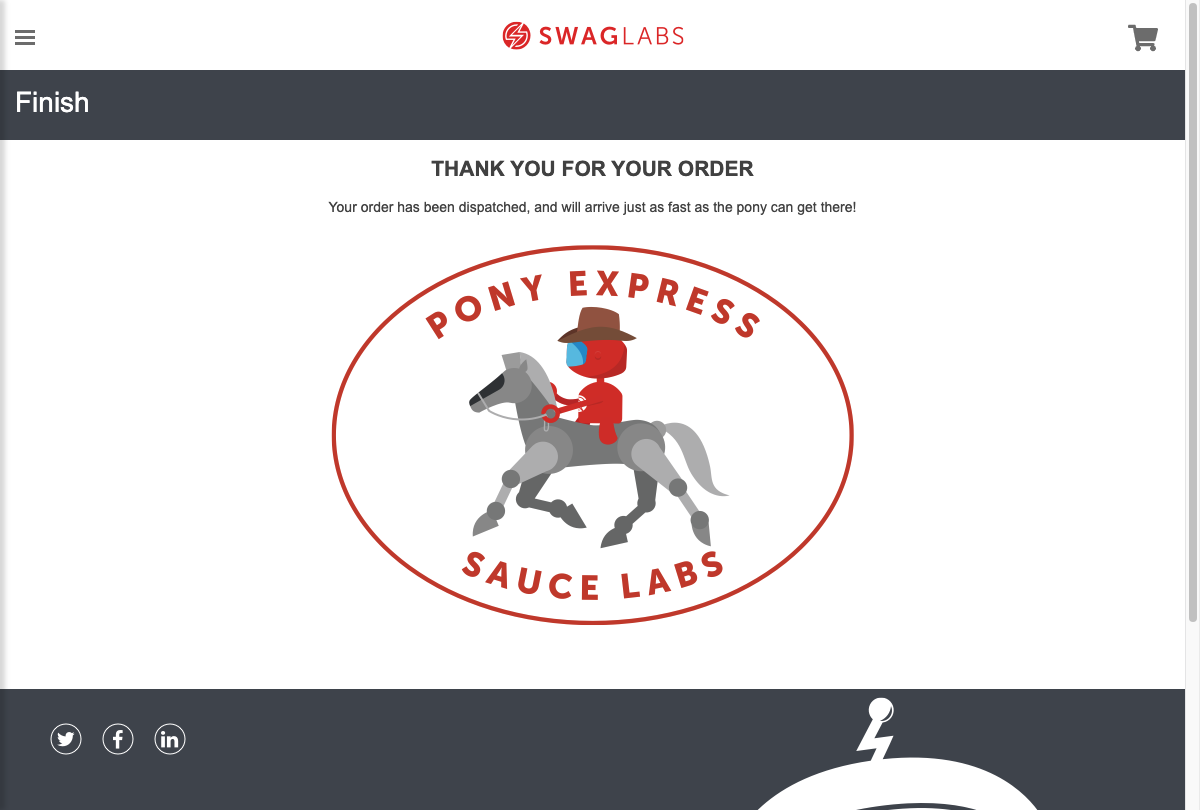 SWAGLABS
Finish
THANK YOU FOR YOUR ORDER
Your order has been dispatched, and will arrive just as fast as the pony can get there!
PONY EXPRESS
SAUCE LABS